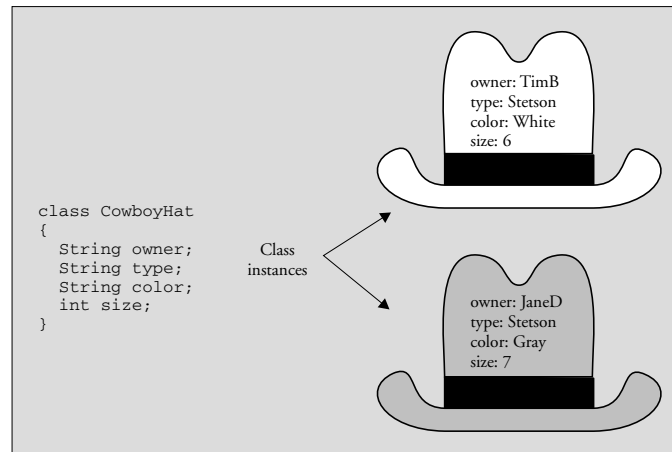 class CowboyHat
{
  String owner;
  String type;
  String color;
  int size;
}
Class
instances
owner: TimB
type: Stetson
color: White
size: 6
owner: JaneD
type: Stetson
color: Gray
size: 7